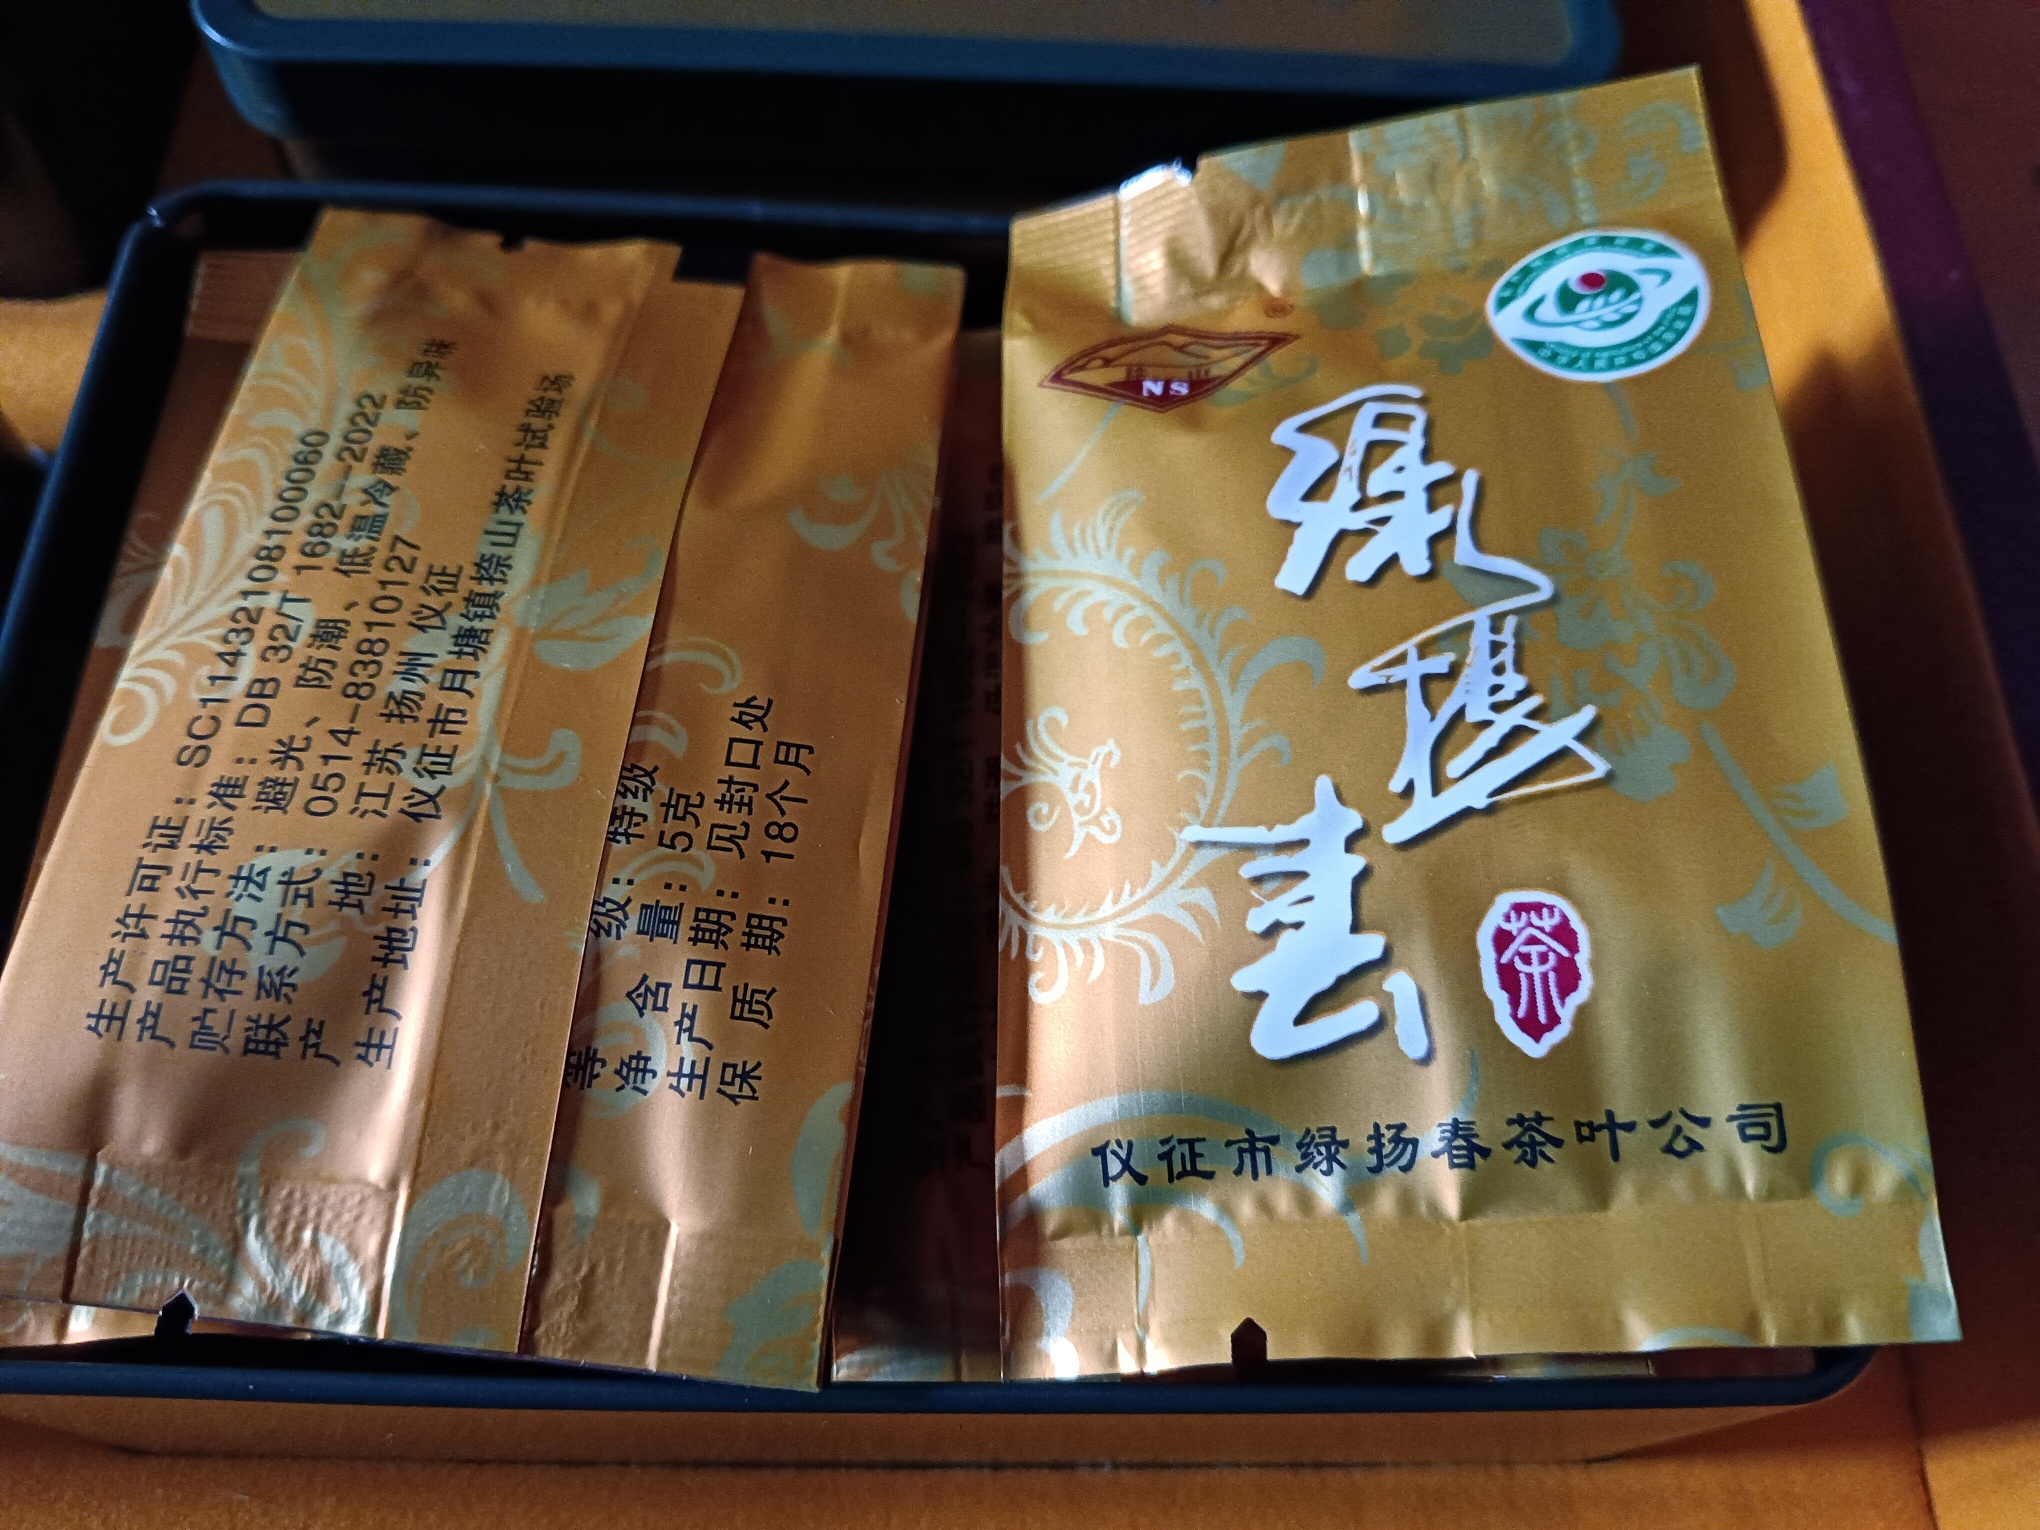 生产许可证：SC11432108100060
产品执行标准：DB 32/T 1682--2022
贮存方法：避光、防潮、低温冷藏、防异味
联系方式：0514-83810127
产地：江苏 扬州 仪征
生产地址：仪征市月塘镇捺山茶叶试验场
等级：特级
净含量：5克
生产日期：见封口处
保质期：18个月
NS
®
绿杨春
茶
仪征市绿扬春茶叶公司